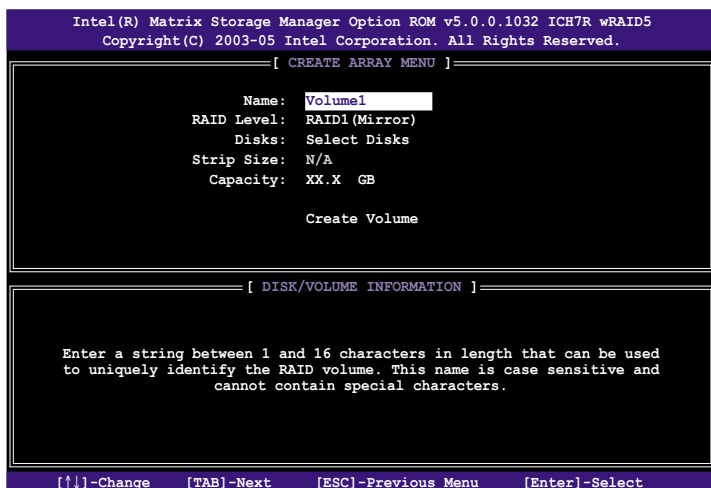 Intel(R) Matrix Storage Manager Option ROM v5.0.0.1032 ICH7R wRAID5
Copyright(C) 2003-05 Intel Corporation. All Rights Reserved.
[ CREATE ARRAY MENU ]
Name: Volume1
RAID Level: RAID1(Mirror)
Disks: Select Disks
Strip Size: N/A
Capacity: XX.X GB
Create Volume
[ DISK/VOLUME INFORMATION ]
Enter a string between 1 and 16 characters in length that can be used
to uniquely identify the RAID volume. This name is case sensitive and
cannot contain special characters.
[↑↓]-Change [TAB]-Next [ESC]-Previous Menu [Enter]-Select